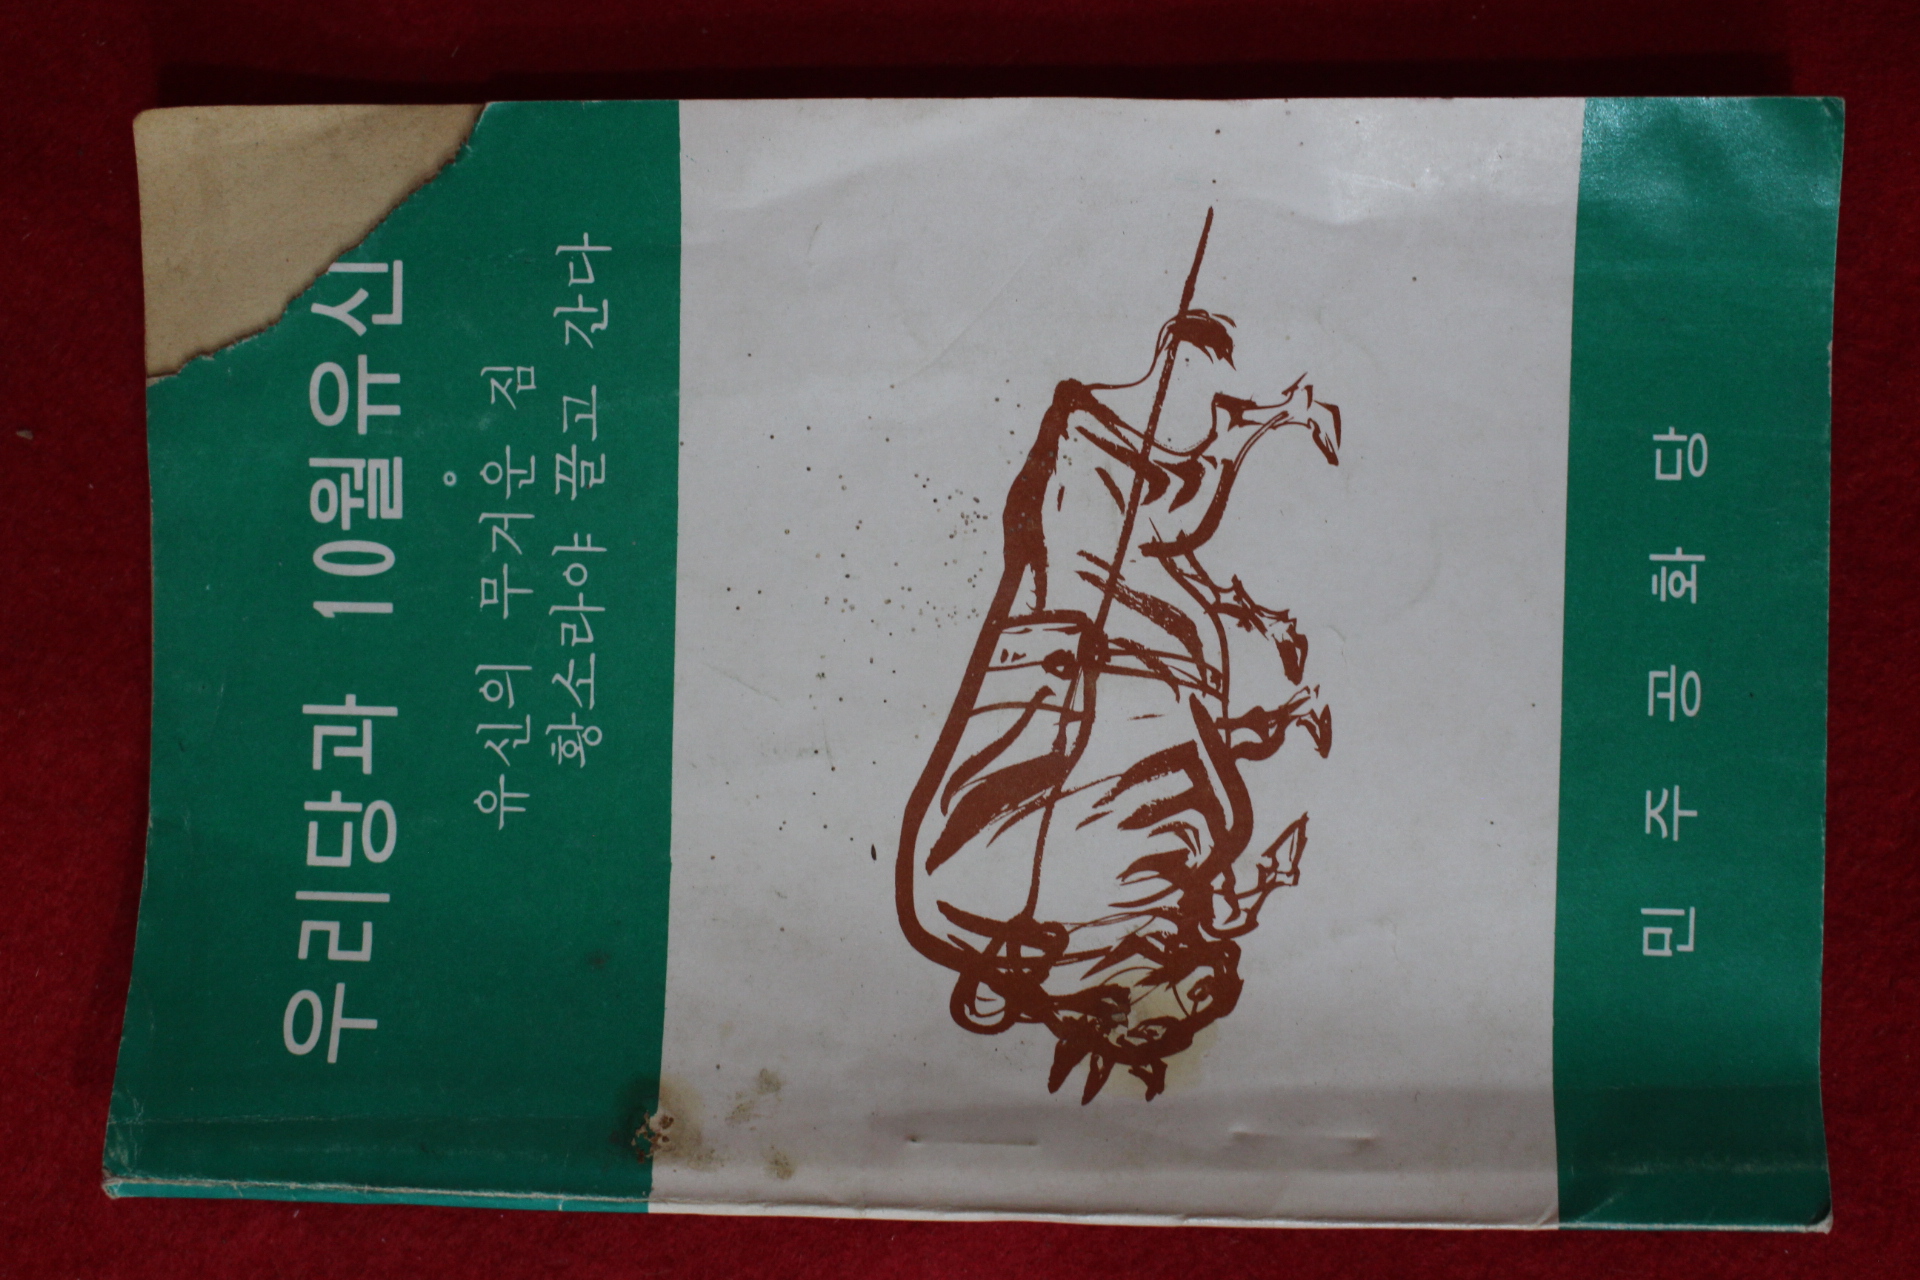 우리당과 10월유신
유신의 무거운 짐
황소라야 끌고 간다
민주공화당